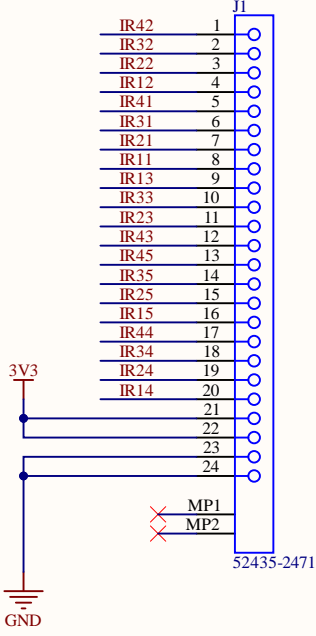 J1
IR42 1
IR32 2
IR22 3
IR12 4
IR41 5
IR31 6
IR21 7
IR11 8
IR13 9
IR33 10
IR23 11
IR43 12
IR45 13
IR35 14
IR25 15
IR15 16
IR44 17
IR34 18
3V3
IR24 19
IR14 20
21
22
23
24
MP1
MP2
52435-2471
GND